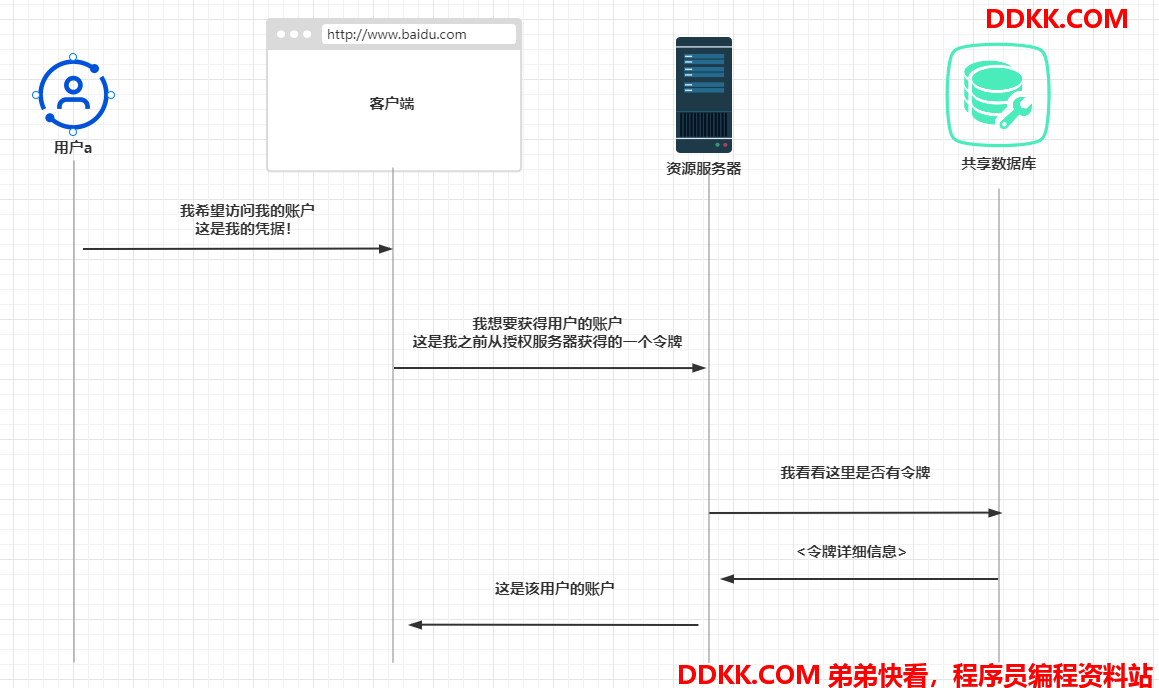 DDKK.COM
http://www.baidu.com
客户端
用户a
资源服务器
共享数据库
我希望访问我的账户
这是我的凭据!
我想要获得用户的账户
这是我之前从授权服务器获得的一个令牌
我看看这里是否有令牌
<令牌详细信息>
这是该用户的账户
DDKK.COM 弟弟快看，程序员编程资料站